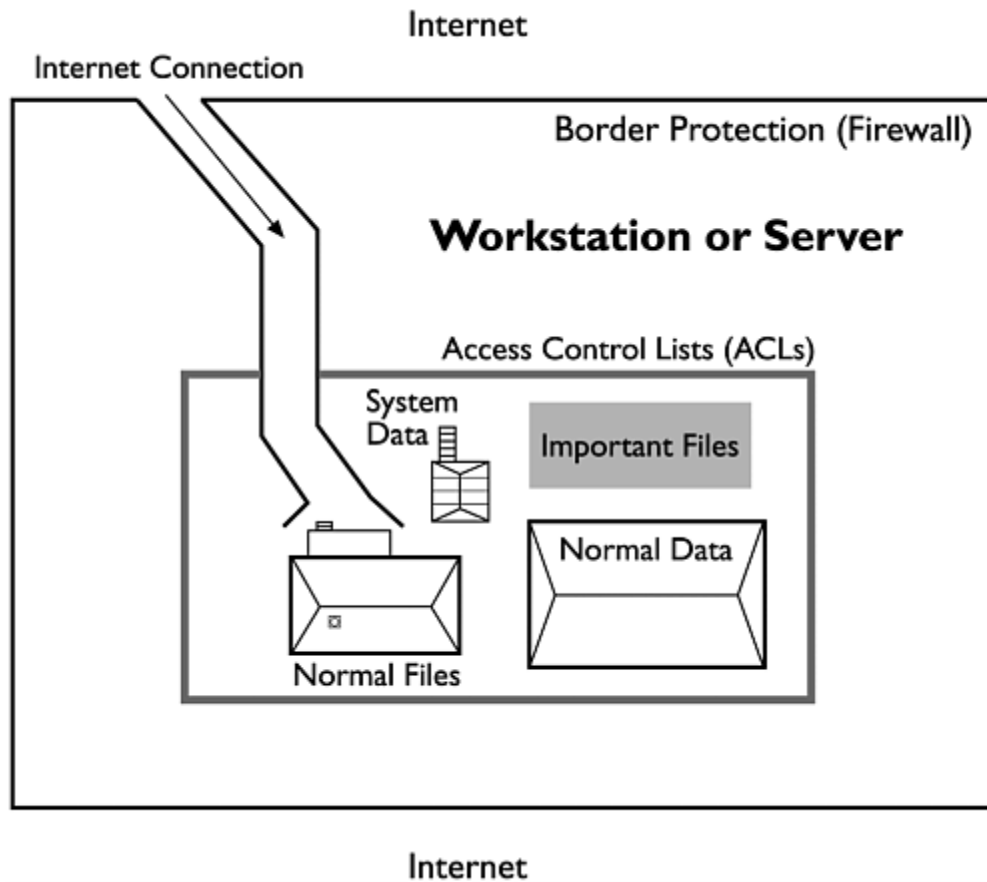 Internet
Internet Connection
Border Protection (Firewall)
Workstation or Server
Access Control Lists (ACLs)
System
Data
Important Files
Normal Data
Normal Files
Internet